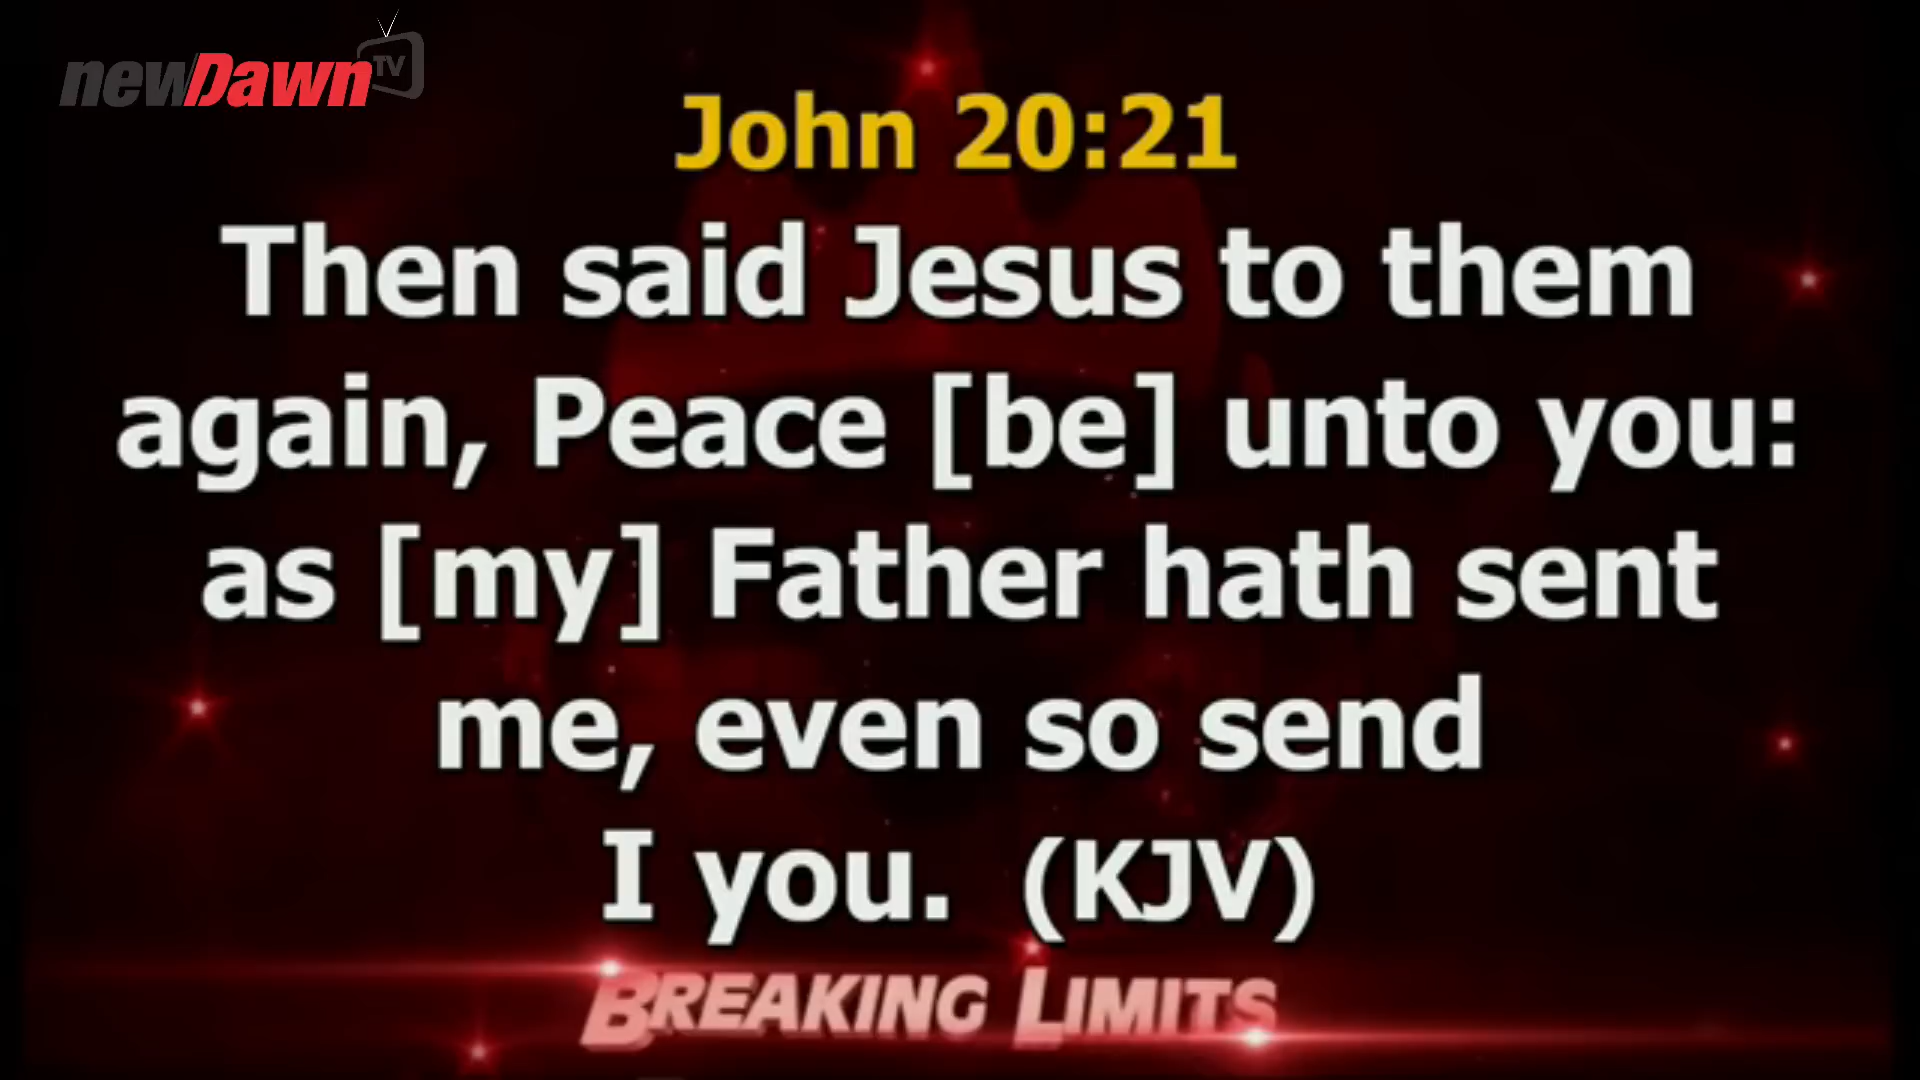 newDawn TV
John 20:21
Then said Jesus to them
again, Peace [be] unto you:
as [my] Father hath sent
me, even so send
I you. (KJV)
BREAKING LIMITS